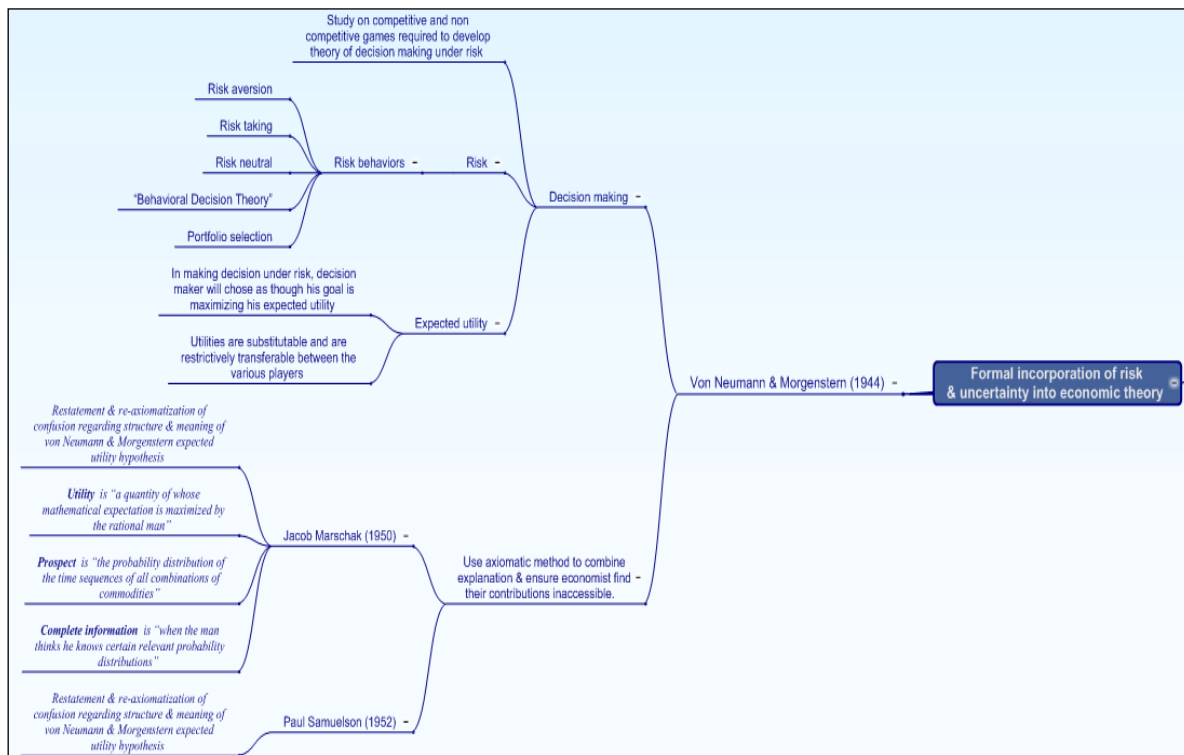 Study on competitive and non
competitive games required to develop
theory of decision making under risk
Risk aversion
Risk taking
Risk neutral
Risk behaviors
Risk
"Behavioral Decision Theory"
Portfolio selection
Decision making
In making decision under risk, decision
maker will chose as though his goal is
maximizing his expected utility
Expected utility
Utilities are substitutable and are
restrictively transferable between the
various players
Von Neumann & Morgenstern (1944)
Formal incorporation of risk
& uncertainty into economic theory
Restatement & re-axiomatization of
confusion regarding structure & meaning of
von Neumann & Morgenstern expected
utility hypothesis
Utility is "a quantity of whose
mathematical expectation is maximized by
the rational man"
Jacob Marschak (1950)
Prospect is "the probability distribution of
the time sequences of all combinations of
commodities"
Use axiomatic method to combine
explanation & ensure economist find
their contributions inaccessible.
Complete information is "when the man
thinks he knows certain relevant probability
distributions"
Restatement & re-axiomatization of
confusion regarding structure & meaning of
von Neumann & Morgenstern expected
utility hypothesis
Paul Samuelson (1952)